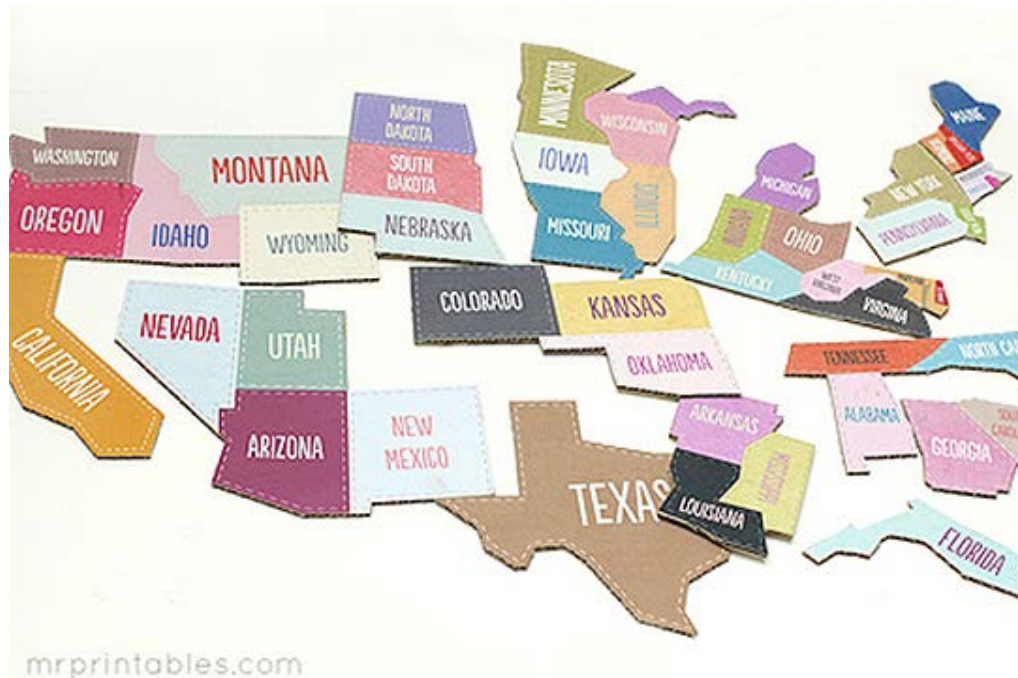 WASHINGTON
MONTANA
OREGON
IDAHO
WYOMING
NORTH
DAKOTA
SOUTH
DAKOTA
NEBRASKA
MINNESOTA
WISCONSIN
IOWA
MISSOURI
ILLINOIS
MICHIGAN
INDIANA
OHIO
KENTUCKY
WEST
VIRGINIA
VIRGINIA
MAINE
NEW YORK
PENNSYLVANIA
CALIFORNIA
NEVADA
UTAH
COLORADO
KANSAS
OKLAHOMA
ARIZONA
NEW
MEXICO
TEXAS
ARKANSAS
LOUISIANA
TENNESSEE
NORTH CA
ALABAMA
GEORGIA
FLORIDA
mrprintables.com